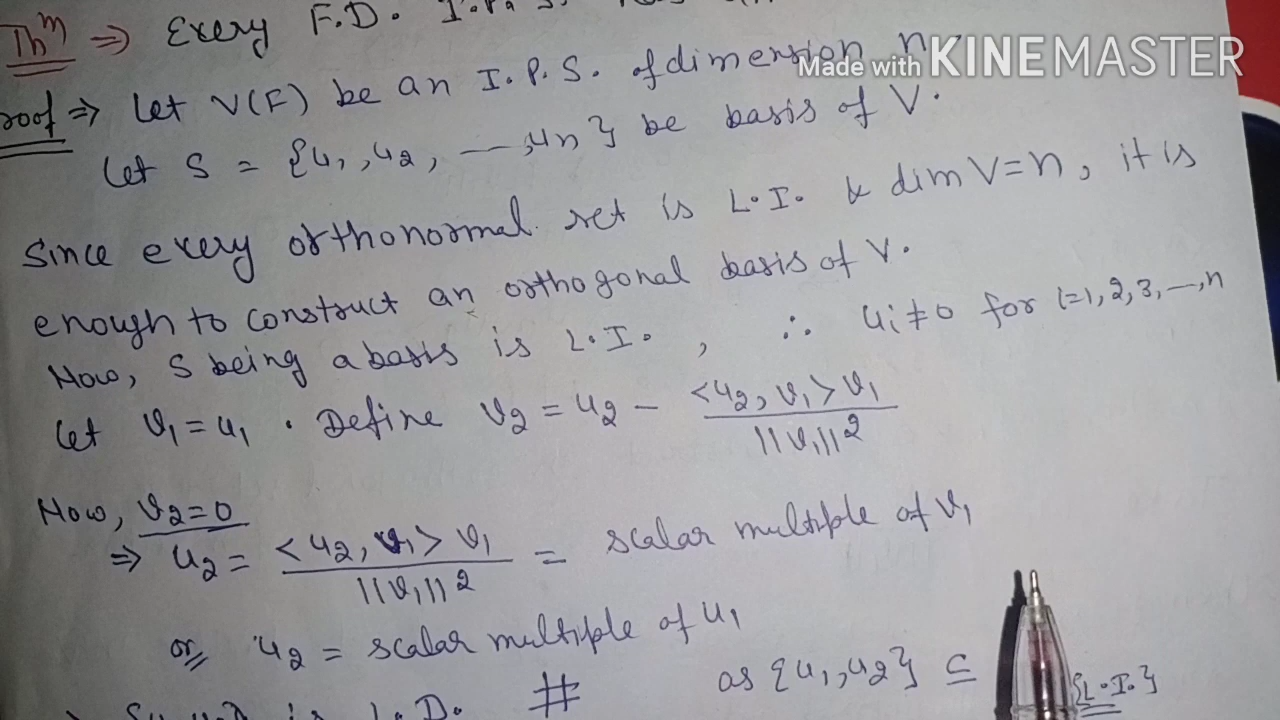 Thm ⇒ Every F.D. I.P.S.
Made with KINEMASTER
roof ⇒ Let V(F) be an I.P.S. of dimension n.
Let S = {u1, u2, —, un} be basis of V.
Since every orthonormal set is L.I. & dim V = n, it is
enough to construct an orthogonal basis of V.
Now, S being a basis is L.I., ∴ ui ≠ 0 for i=1,2,3,—,n
Let v1 = u1 . Define v2 = u2 − <u2, v1> v1 / ||v1||²
Now, v2 = 0
⇒ u2 = <u2, v1> v1 / ||v1||² = scalar multiple of v1
or u2 = scalar multiple of u1
is L.D. # as {u1, u2} ⊆ {L.I.}